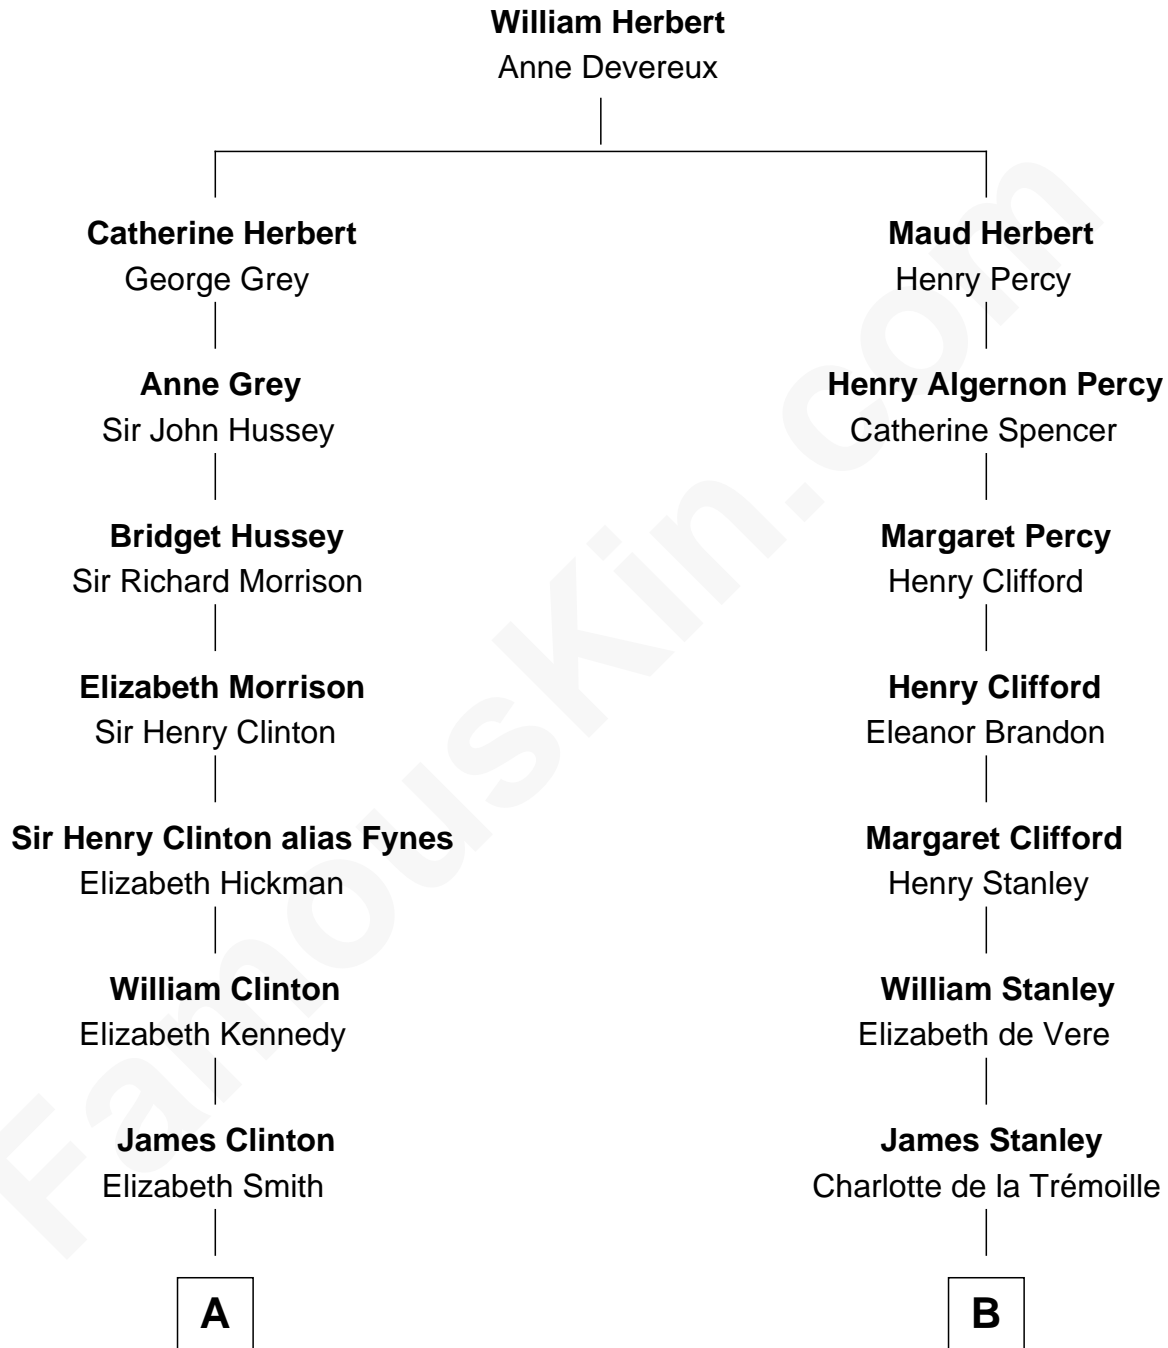 William Herbert
Anne Devereux
Catherine Herbert
George Grey
Maud Herbert
Henry Percy
Anne Grey
Sir John Hussey
Henry Algernon Percy
Catherine Spencer
Bridget Hussey
Sir Richard Morrison
Margaret Percy
Henry Clifford
Elizabeth Morrison
Sir Henry Clinton
Henry Clifford
Eleanor Brandon
Sir Henry Clinton alias Fynes
Elizabeth Hickman
Margaret Clifford
Henry Stanley
William Clinton
Elizabeth Kennedy
William Stanley
Elizabeth de Vere
James Clinton
Elizabeth Smith
James Stanley
Charlotte de la Trémoille
A
B
FamousKin.com